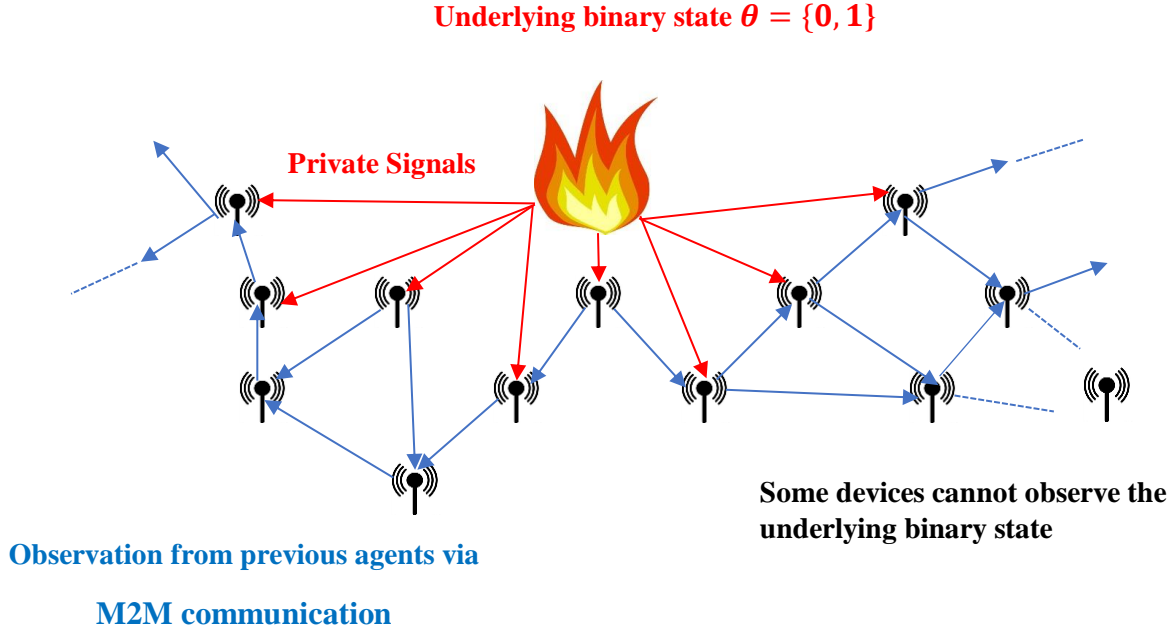 Underlying binary state θ = {0, 1}
Private Signals
Some devices cannot observe the
underlying binary state
Observation from previous agents via
M2M communication